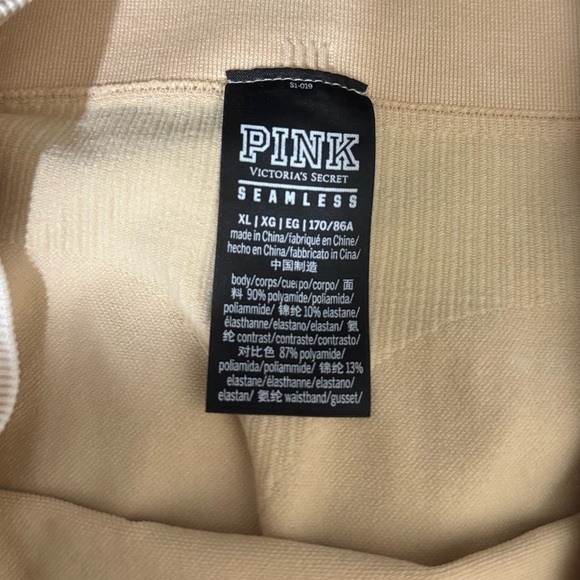 S1-019
PINK
VICTORIA'S SECRET
SEAMLESS
XL | XG | EG | 170/86A
made in China/fabriqué en Chine/
hecho en China/fabbricato in Cina/
中国制造
body/corps/cuerpo/corpo/ 面
料 90% polyamide/poliamida/
poliammide/ 锦纶 10% elastane/
élasthanne/elastano/elastan/ 氨
纶 contrast/contraste/contrasto/
对比色 87% polyamide/
poliamida/poliammide/ 锦纶 13%
elastane/élasthanne/elastano/
elastan/ 氨纶 waistband/gusset/